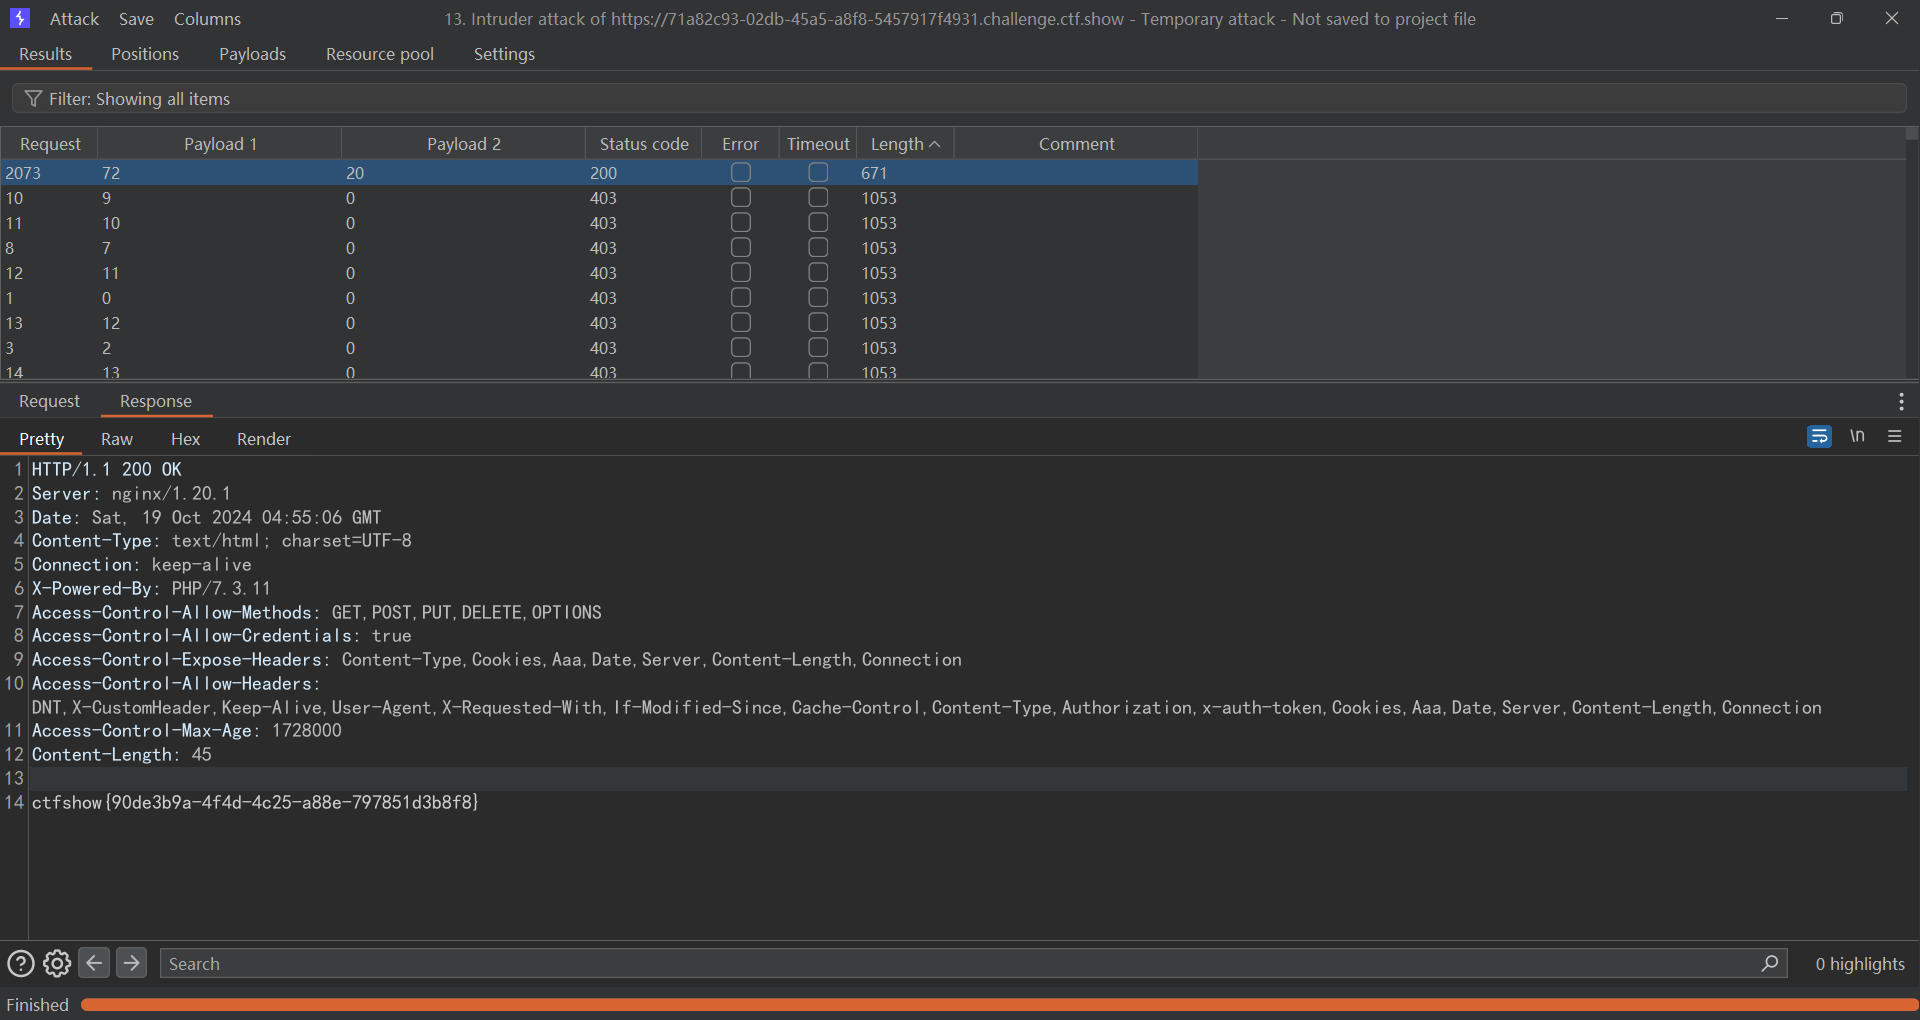 Attack Save Columns 13. Intruder attack of https://71a82c93-02db-45a5-a8f8-5457917f4931.challenge.ctf.show - Temporary attack - Not saved to project file
Results Positions Payloads Resource pool Settings
Filter: Showing all items
Request Payload 1 Payload 2 Status code Error Timeout Length Comment
2073 72 20 200 671
10 9 0 403 1053
11 10 0 403 1053
8 7 0 403 1053
12 11 0 403 1053
1 0 0 403 1053
13 12 0 403 1053
3 2 0 403 1053
14 13 0 403 1053
Request Response
Pretty Raw Hex Render \n
1 HTTP/1.1 200 OK
2 Server: nginx/1.20.1
3 Date: Sat, 19 Oct 2024 04:55:06 GMT
4 Content-Type: text/html; charset=UTF-8
5 Connection: keep-alive
6 X-Powered-By: PHP/7.3.11
7 Access-Control-Allow-Methods: GET,POST,PUT,DELETE,OPTIONS
8 Access-Control-Allow-Credentials: true
9 Access-Control-Expose-Headers: Content-Type,Cookies,Aaa,Date,Server,Content-Length,Connection
10 Access-Control-Allow-Headers:
DNT,X-CustomHeader,Keep-Alive,User-Agent,X-Requested-With,If-Modified-Since,Cache-Control,Content-Type,Authorization,x-auth-token,Cookies,Aaa,Date,Server,Content-Length,Connection
11 Access-Control-Max-Age: 1728000
12 Content-Length: 45
13
14 ctfshow{90de3b9a-4f4d-4c25-a88e-797851d3b8f8}
Search 0 highlights
Finished